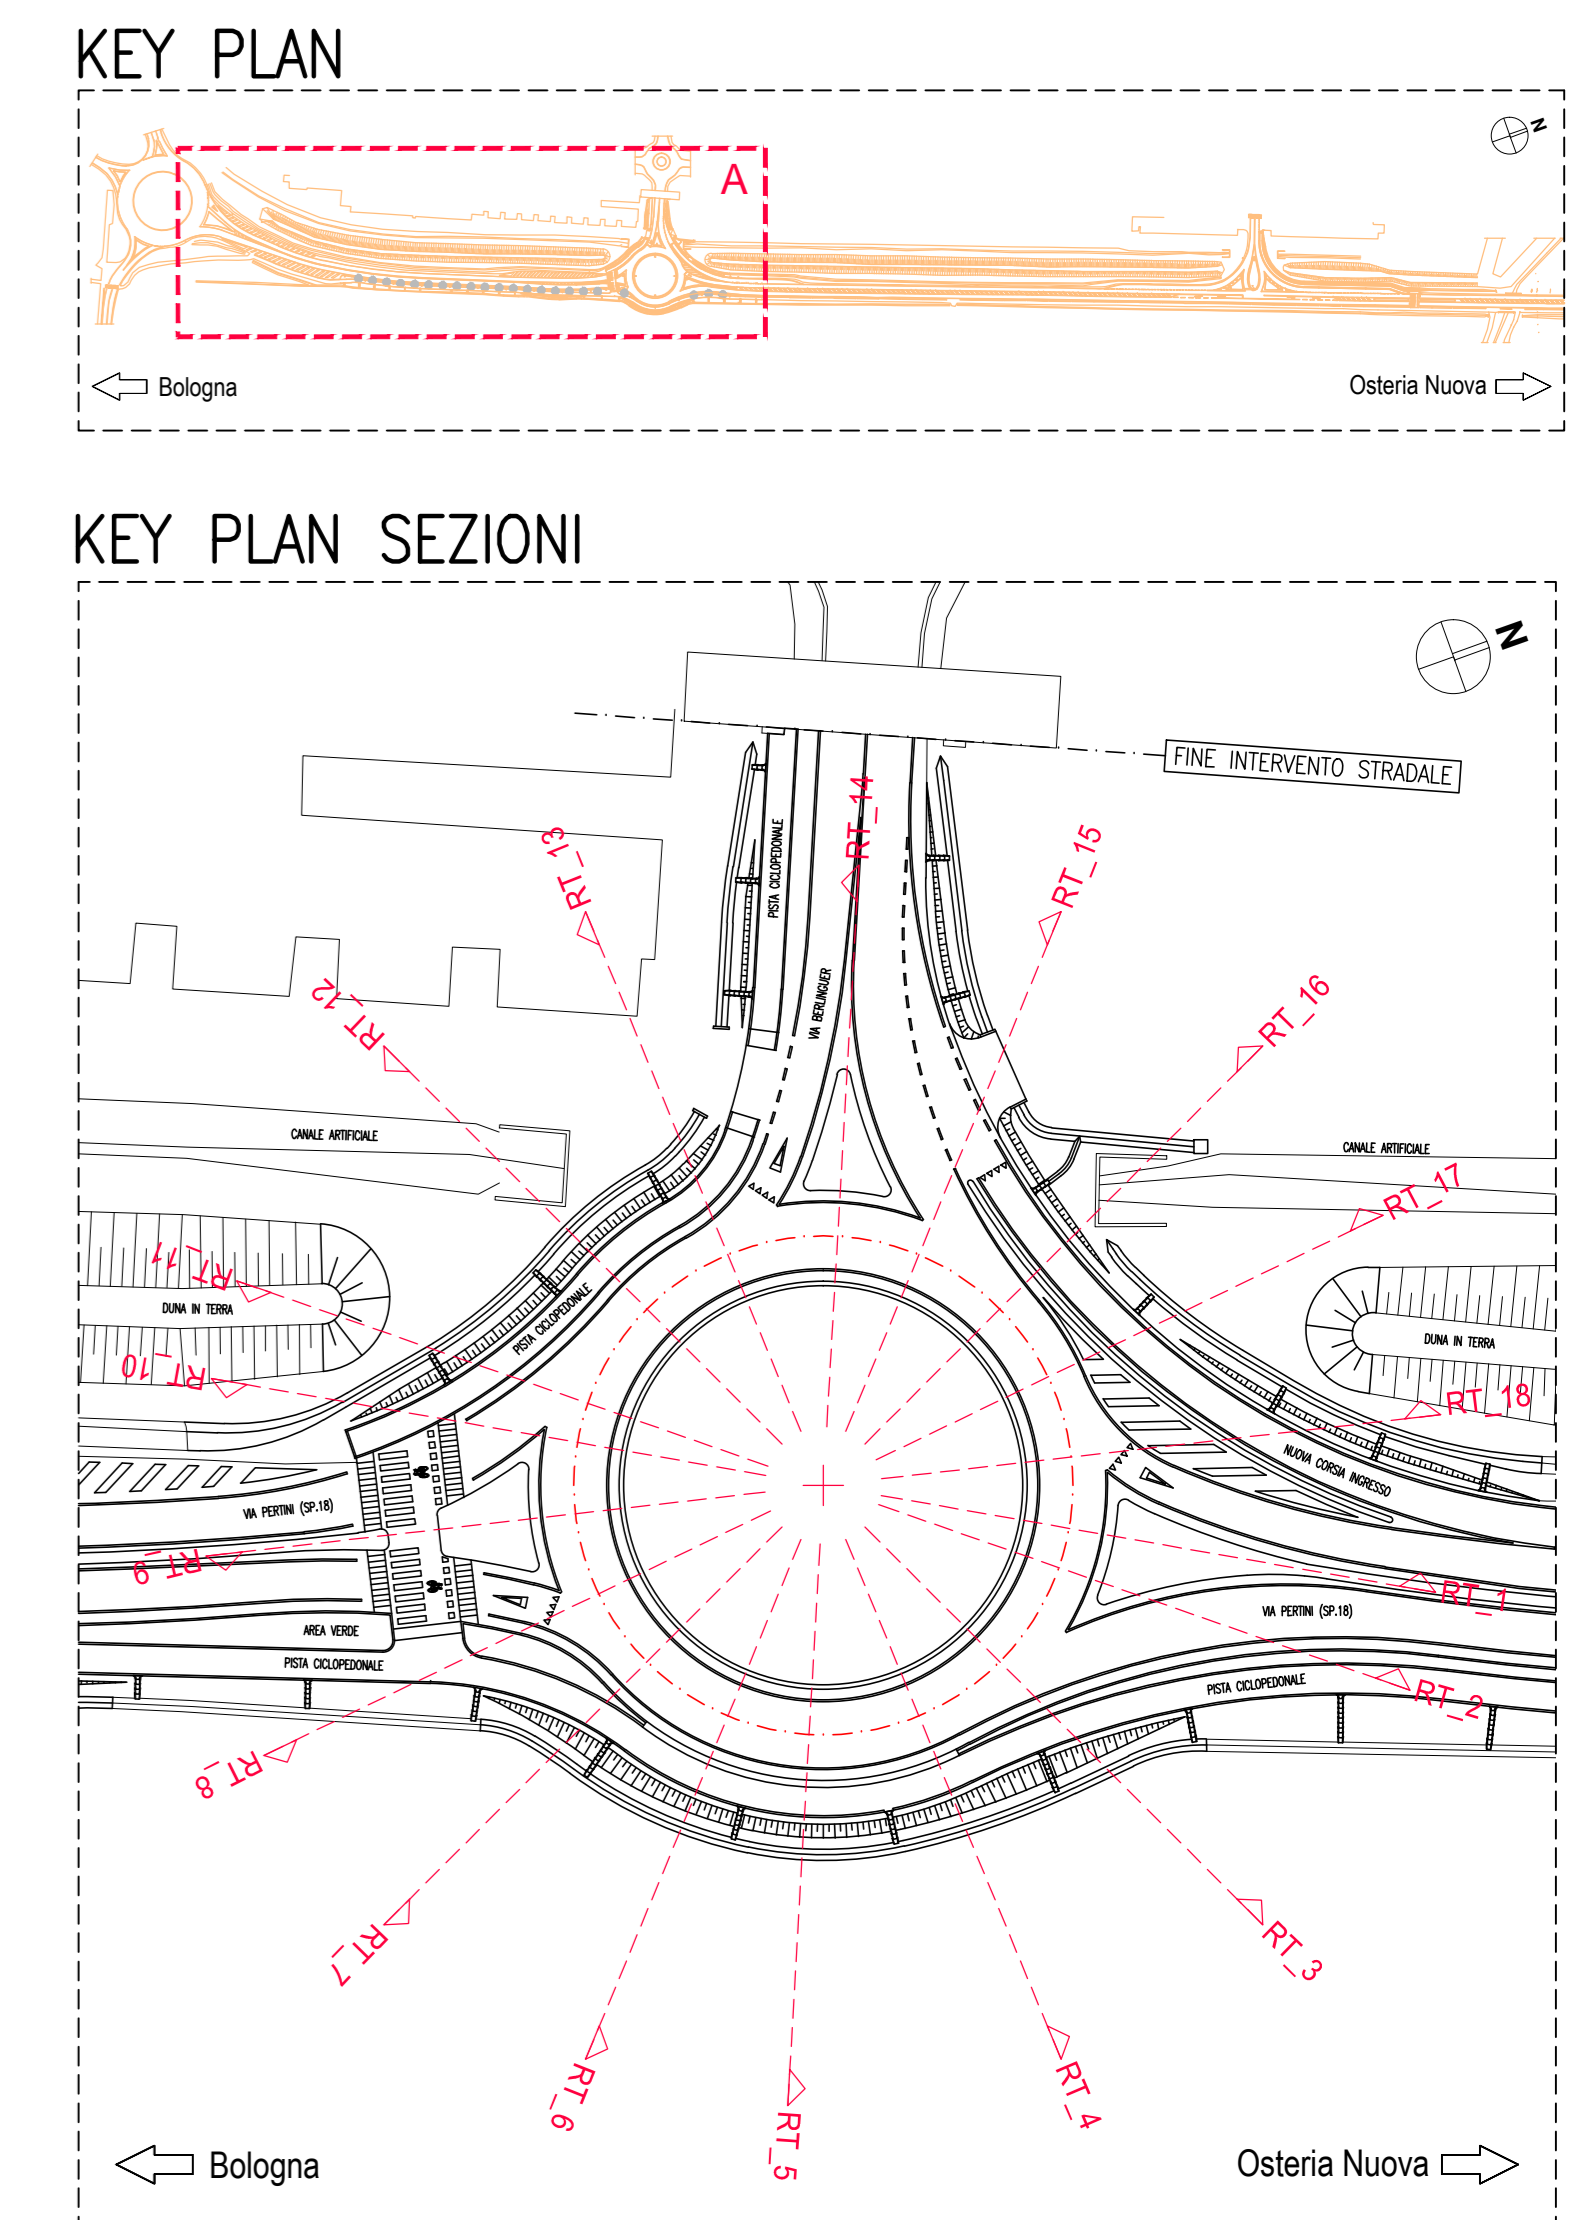 KEY PLAN
N
A
Bologna
Osteria Nuova
KEY PLAN SEZIONI
N
FINE INTERVENTO STRADALE
RT_14
PISTA CICLOPEDONALE
RT_13
RT_15
VIA BERLINGUER
RT_12
RT_16
CANALE ARTIFICIALE
CANALE ARTIFICIALE
RT_17
RT_11
DUNA IN TERRA
PISTA CICLOPEDONALE
DUNA IN TERRA
RT_10
RT_18
NUOVA CORSIA INGRESSO
VIA PERTINI (SP.18)
RT_9
RT_1
VIA PERTINI (SP.18)
AREA VERDE
PISTA CICLOPEDONALE
PISTA CICLOPEDONALE
RT_2
RT_8
RT_7
RT_3
RT_6
RT_4
RT_5
Bologna
Osteria Nuova